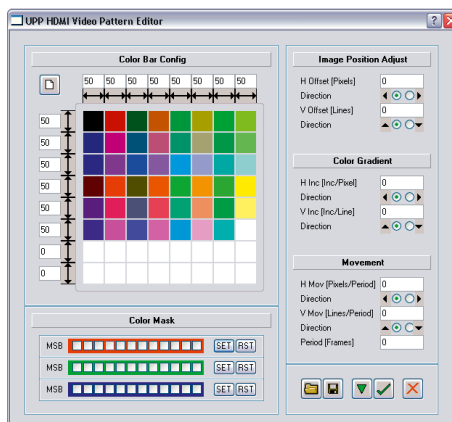 UPP HDMI Video Pattern Editor
Color Bar Config
50 50 50 50 50 50 50 50
50
50
50
50
50
50
0
0
Color Mask
MSB SET RST
MSB SET RST
MSB SET RST
Image Position Adjust
H Offset [Pixels] 0
Direction
V Offset [Lines] 0
Direction
Color Gradient
H Inc [Inc/Pixel] 0
Direction
V Inc [Inc/Line] 0
Direction
Movement
H Mov [Pixels/Period] 0
Direction
V Mov [Lines/Period] 0
Direction
Period [Frames] 0